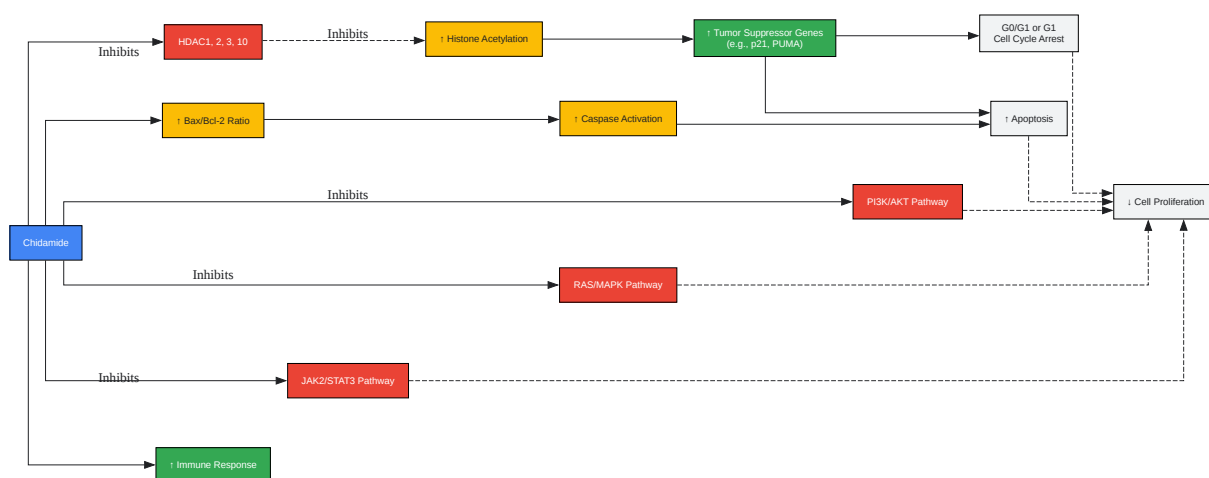 HDAC1, 2, 3, 10
Inhibits
Inhibits
↑ Histone Acetylation
↑ Tumor Suppressor Genes
(e.g., p21, PUMA)
G0/G1 or G1
Cell Cycle Arrest
↑ Bax/Bcl-2 Ratio
↑ Caspase Activation
↑ Apoptosis
Inhibits
PI3K/AKT Pathway
↓ Cell Proliferation
Chidamide
Inhibits
RAS/MAPK Pathway
Inhibits
JAK2/STAT3 Pathway
↑ Immune Response